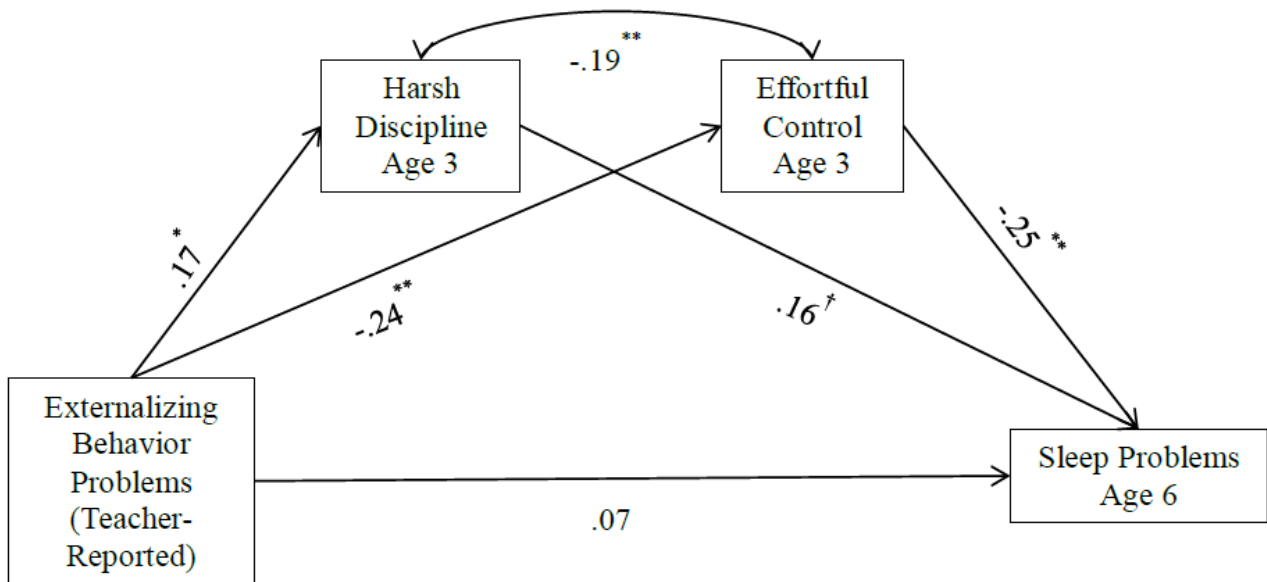 -.19**
Harsh
Discipline
Age 3
Effortful
Control
Age 3
.17*
-.24**
.16†
-.25**
Externalizing
Behavior
Problems
(Teacher-
Reported)
.07
Sleep Problems
Age 6